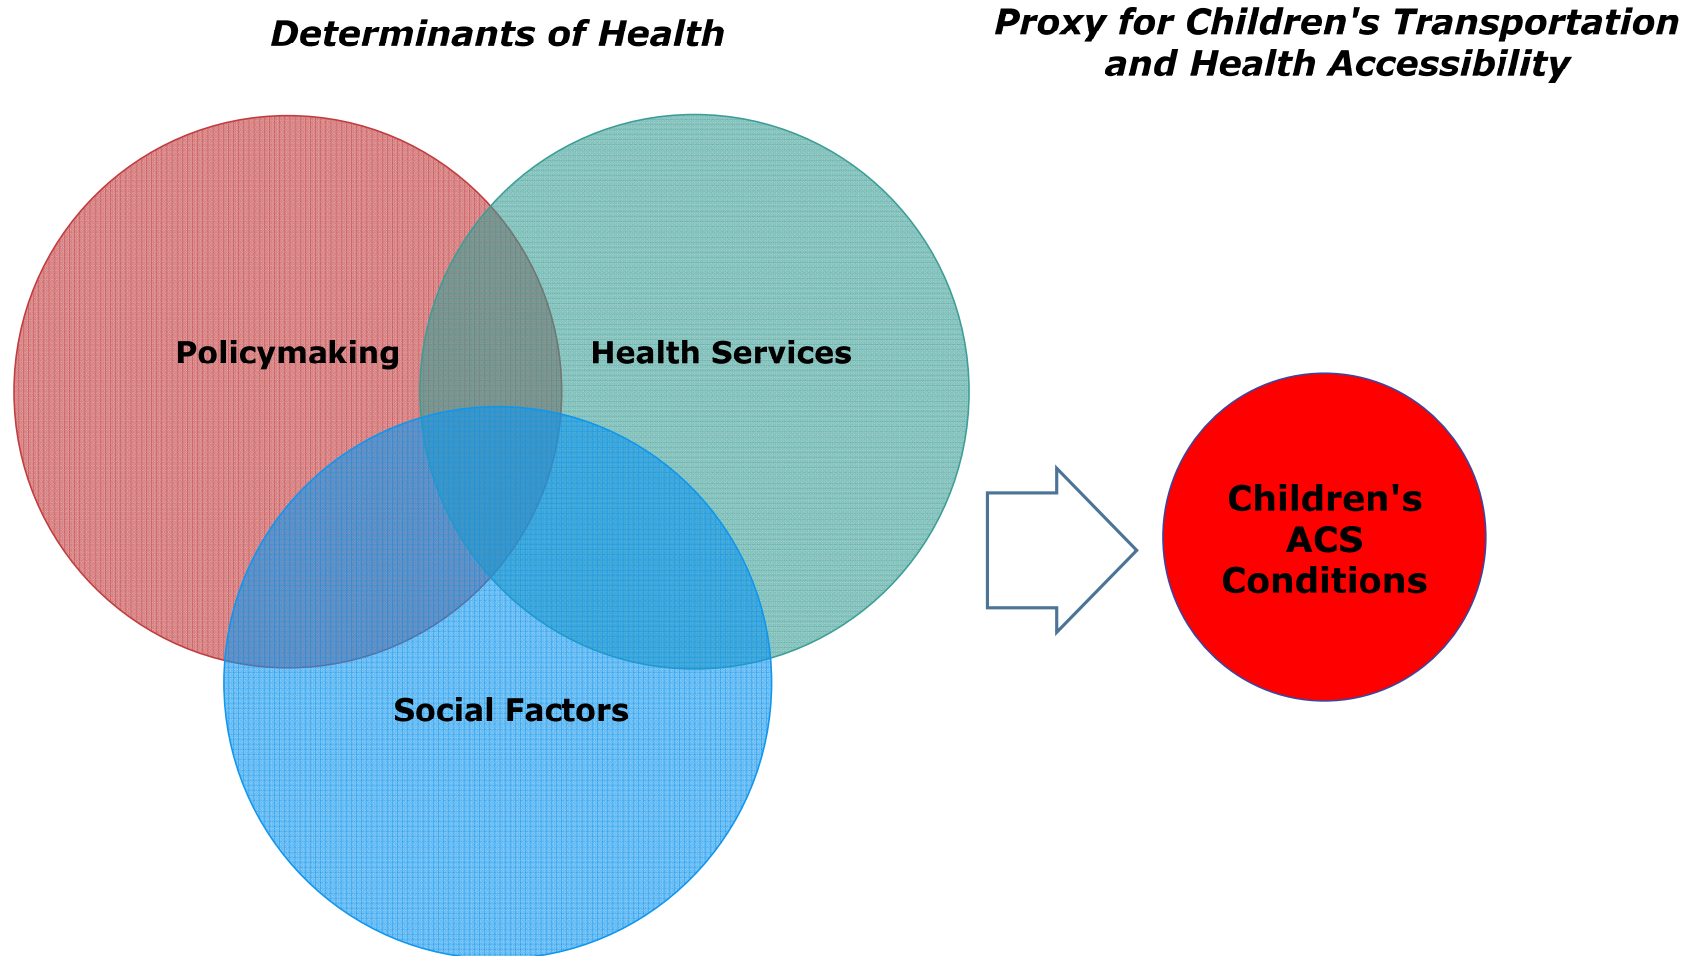 Determinants of Health
Proxy for Children's Transportation
and Health Accessibility
Policymaking
Health Services
Social Factors
Children's
ACS
Conditions